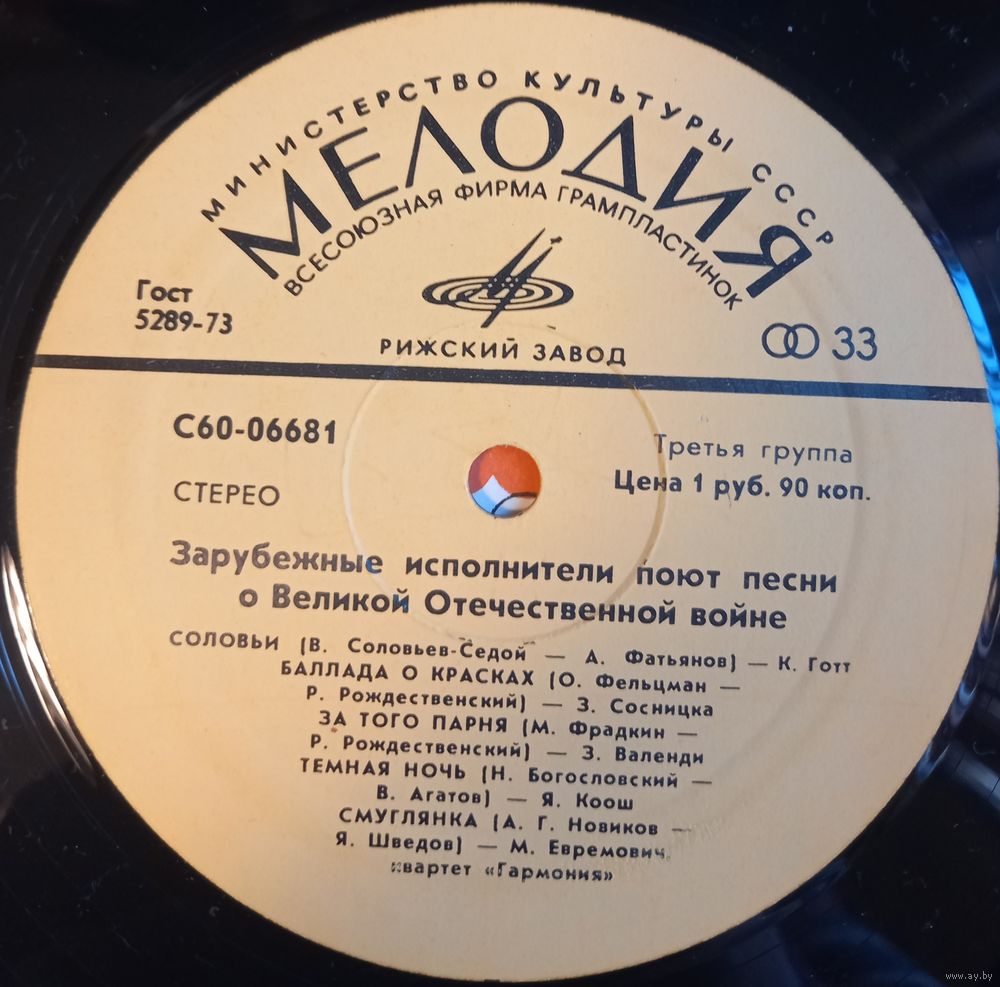 МИНИСТЕРСТВО КУЛЬТУРЫ СССР
МЕЛОДИЯ
ВСЕСОЮЗНАЯ ФИРМА ГРАМПЛАСТИНОК
Гост
5289-73
РИЖСКИЙ ЗАВОД
33
С60-06681
Третья группа
СТЕРЕО
Цена 1 руб. 90 коп.
Зарубежные исполнители поют песни
о Великой Отечественной войне
СОЛОВЬИ (В. Соловьев-Седой — А. Фатьянов) — К. Готт
БАЛЛАДА О КРАСКАХ (О. Фельцман —
Р. Рождественский) — З. Сосницка
ЗА ТОГО ПАРНЯ (М. Фрадкин —
Р. Рождественский) — З. Валенди
ТЕМНАЯ НОЧЬ (Н. Богословский —
В. Агатов) — Я. Коош
СМУГЛЯНКА (А. Г. Новиков —
Я. Шведов) — М. Евремович,
квартет «Гармония»
www.ay.by